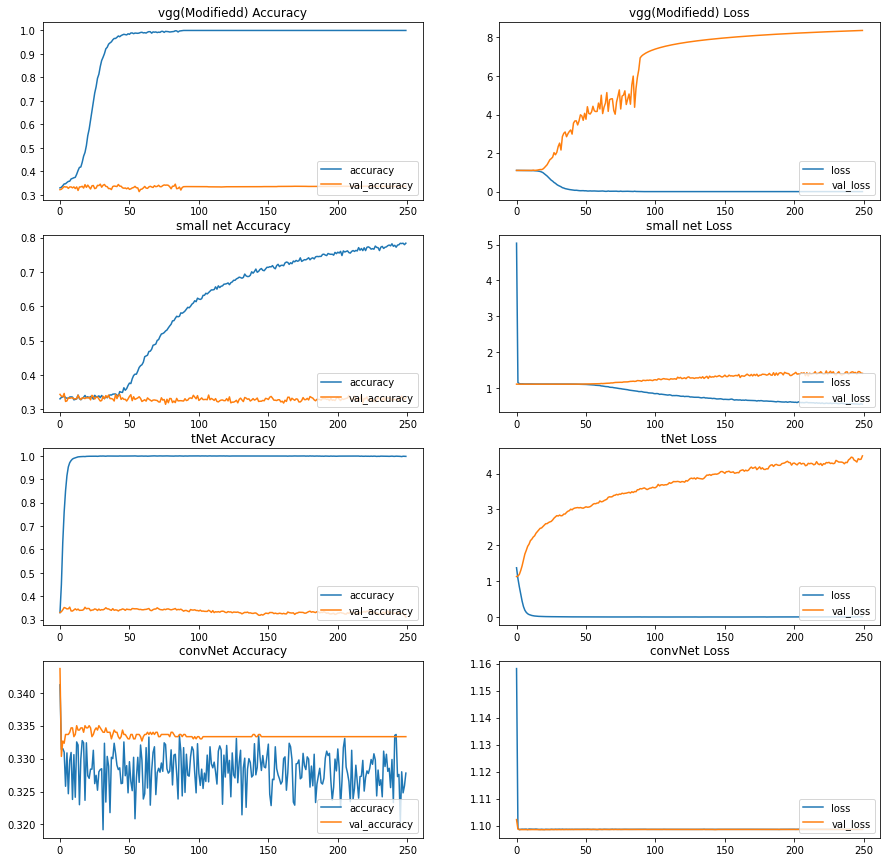 vgg(Modifiedd) Accuracy
1.0
0.9
0.8
0.7
0.6
0.5
0.4
0.3
accuracy
val_accuracy
0 50 100 150 200 250
vgg(Modifiedd) Loss
8
6
4
2
0
loss
val_loss
0 50 100 150 200 250
small net Accuracy
0.8
0.7
0.6
0.5
0.4
0.3
accuracy
val_accuracy
0 50 100 150 200 250
small net Loss
5
4
3
2
1
loss
val_loss
0 50 100 150 200 250
tNet Accuracy
1.0
0.9
0.8
0.7
0.6
0.5
0.4
0.3
accuracy
val_accuracy
0 50 100 150 200 250
tNet Loss
4
3
2
1
0
loss
val_loss
0 50 100 150 200 250
convNet Accuracy
0.340
0.335
0.330
0.325
0.320
accuracy
val_accuracy
0 50 100 150 200 250
convNet Loss
1.16
1.15
1.14
1.13
1.12
1.11
1.10
loss
val_loss
0 50 100 150 200 250